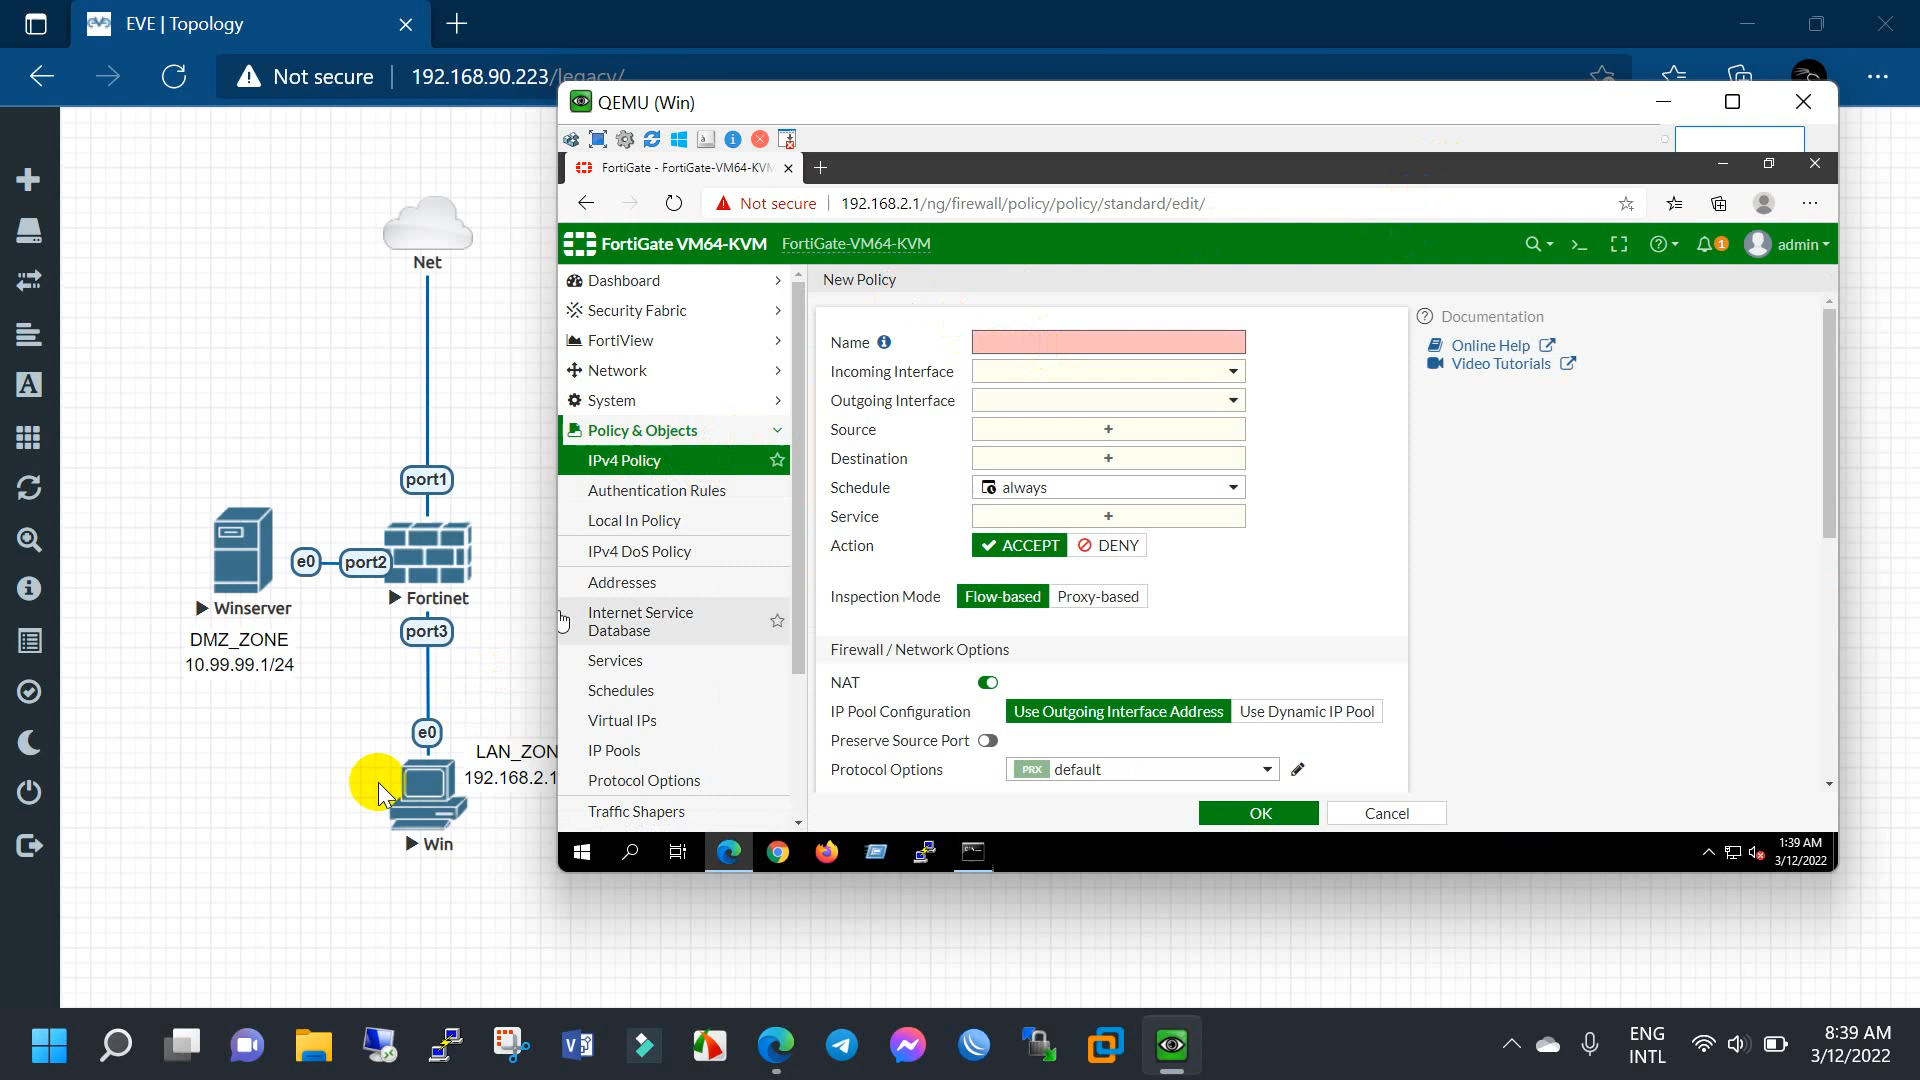 EVE | Topology
Not secure
192.168.90.223/legacy/
Net
port1
e0
port2
Winserver
Fortinet
DMZ_ZONE
10.99.99.1/24
port3
e0
LAN_ZON
192.168.2.1
Win
QEMU (Win)
FortiGate - FortiGate-VM64-KVM
Not secure
192.168.2.1/ng/firewall/policy/policy/standard/edit/
FortiGate VM64-KVM
FortiGate-VM64-KVM
1
admin
Dashboard
Security Fabric
FortiView
Network
System
Policy & Objects
IPv4 Policy
Authentication Rules
Local In Policy
IPv4 DoS Policy
Addresses
Internet Service
Database
Services
Schedules
Virtual IPs
IP Pools
Protocol Options
Traffic Shapers
New Policy
Name
Incoming Interface
Outgoing Interface
Source
Destination
Schedule
always
Service
Action
ACCEPT
DENY
Inspection Mode
Flow-based
Proxy-based
Firewall / Network Options
NAT
IP Pool Configuration
Use Outgoing Interface Address
Use Dynamic IP Pool
Preserve Source Port
Protocol Options
PRX
default
OK
Cancel
Documentation
Online Help
Video Tutorials
1:39 AM
3/12/2022
ENG
INTL
8:39 AM
3/12/2022